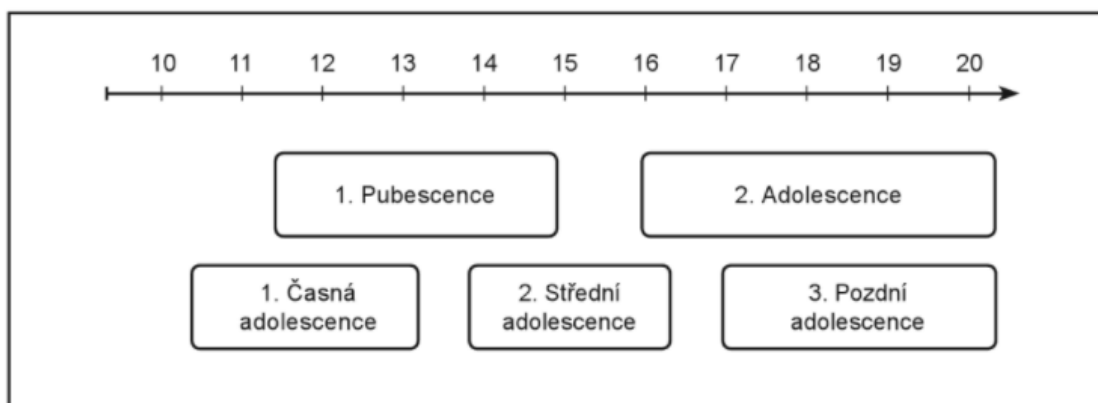 10 11 12 13 14 15 16 17 18 19 20
1. Pubescence 2. Adolescence
1. Časná
adolescence
2. Střední
adolescence
3. Pozdní
adolescence